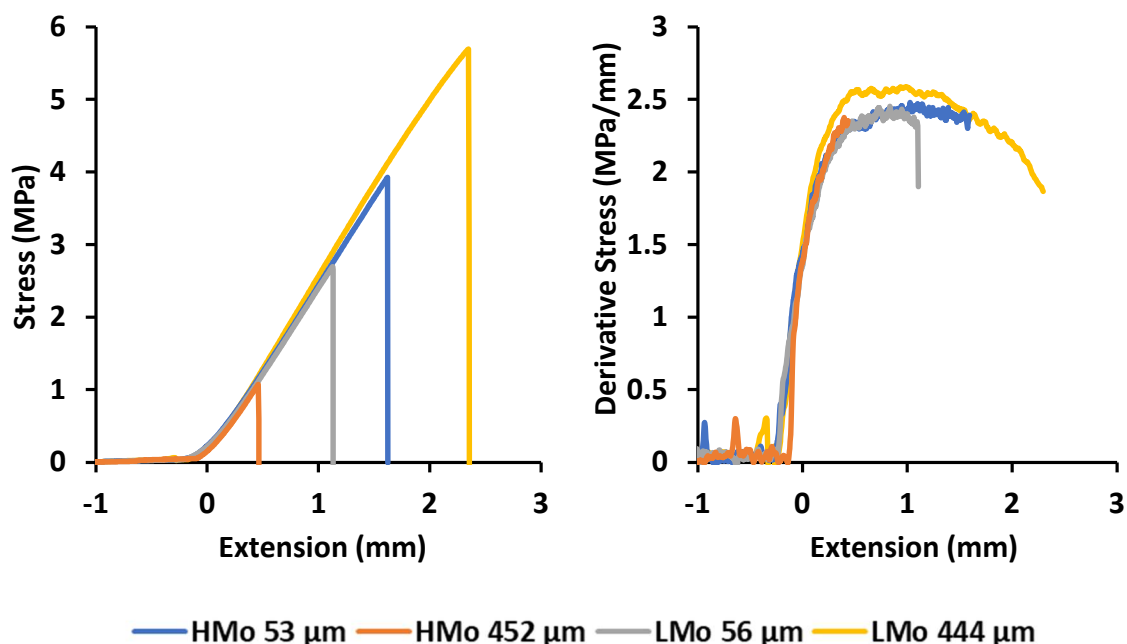 Stress (MPa)
6
5
4
3
2
1
0
-1 0 1 2 3
Extension (mm)
Derivative Stress (MPa/mm)
3
2.5
2
1.5
1
0.5
0
-1 0 1 2 3
Extension (mm)
HMo 53 µm HMo 452 µm LMo 56 µm LMo 444 µm